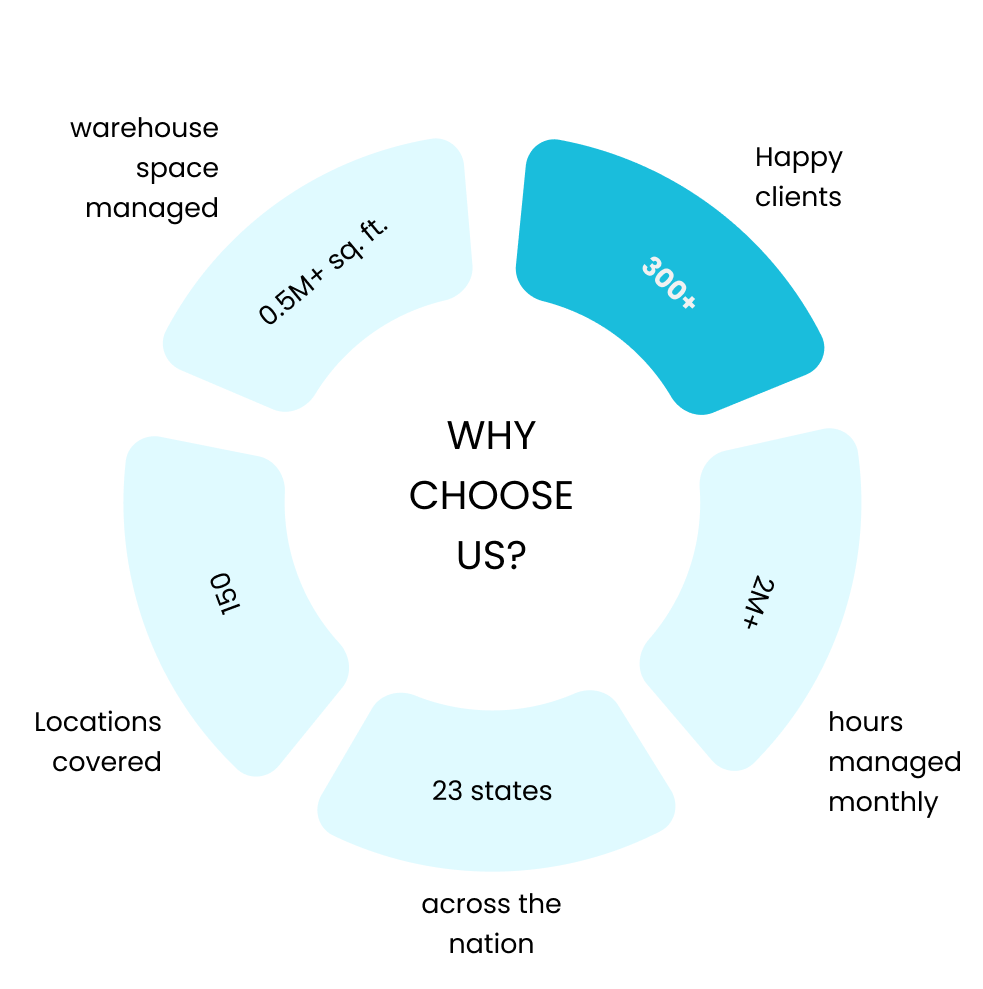 WHY
CHOOSE
US?
300+
Happy
clients
2M+
hours
managed
monthly
23 states
across the
nation
150
Locations
covered
0.5M+ sq. ft.
warehouse
space
managed